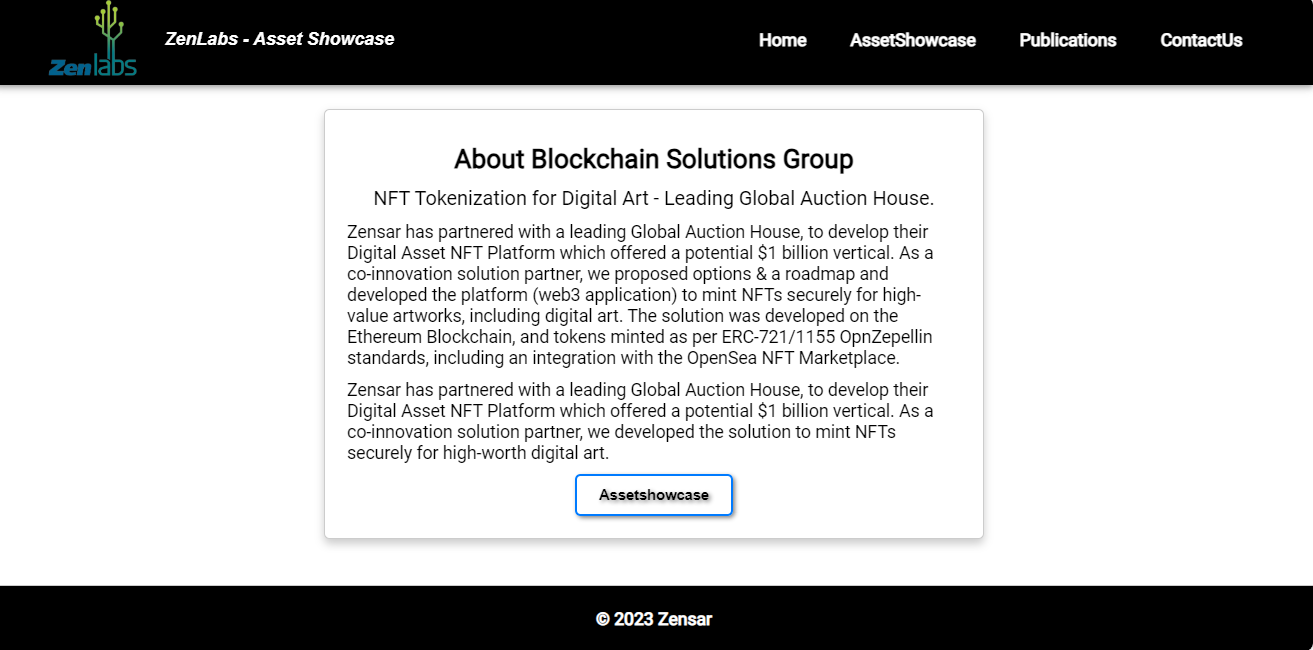 Zenlabs
ZenLabs - Asset Showcase
Home
AssetShowcase
Publications
ContactUs
About Blockchain Solutions Group
NFT Tokenization for Digital Art - Leading Global Auction House.
Zensar has partnered with a leading Global Auction House, to develop their
Digital Asset NFT Platform which offered a potential $1 billion vertical. As a
co-innovation solution partner, we proposed options & a roadmap and
developed the platform (web3 application) to mint NFTs securely for high-
value artworks, including digital art. The solution was developed on the
Ethereum Blockchain, and tokens minted as per ERC-721/1155 OpnZepellin
standards, including an integration with the OpenSea NFT Marketplace.
Zensar has partnered with a leading Global Auction House, to develop their
Digital Asset NFT Platform which offered a potential $1 billion vertical. As a
co-innovation solution partner, we developed the solution to mint NFTs
securely for high-worth digital art.
Assetshowcase
© 2023 Zensar